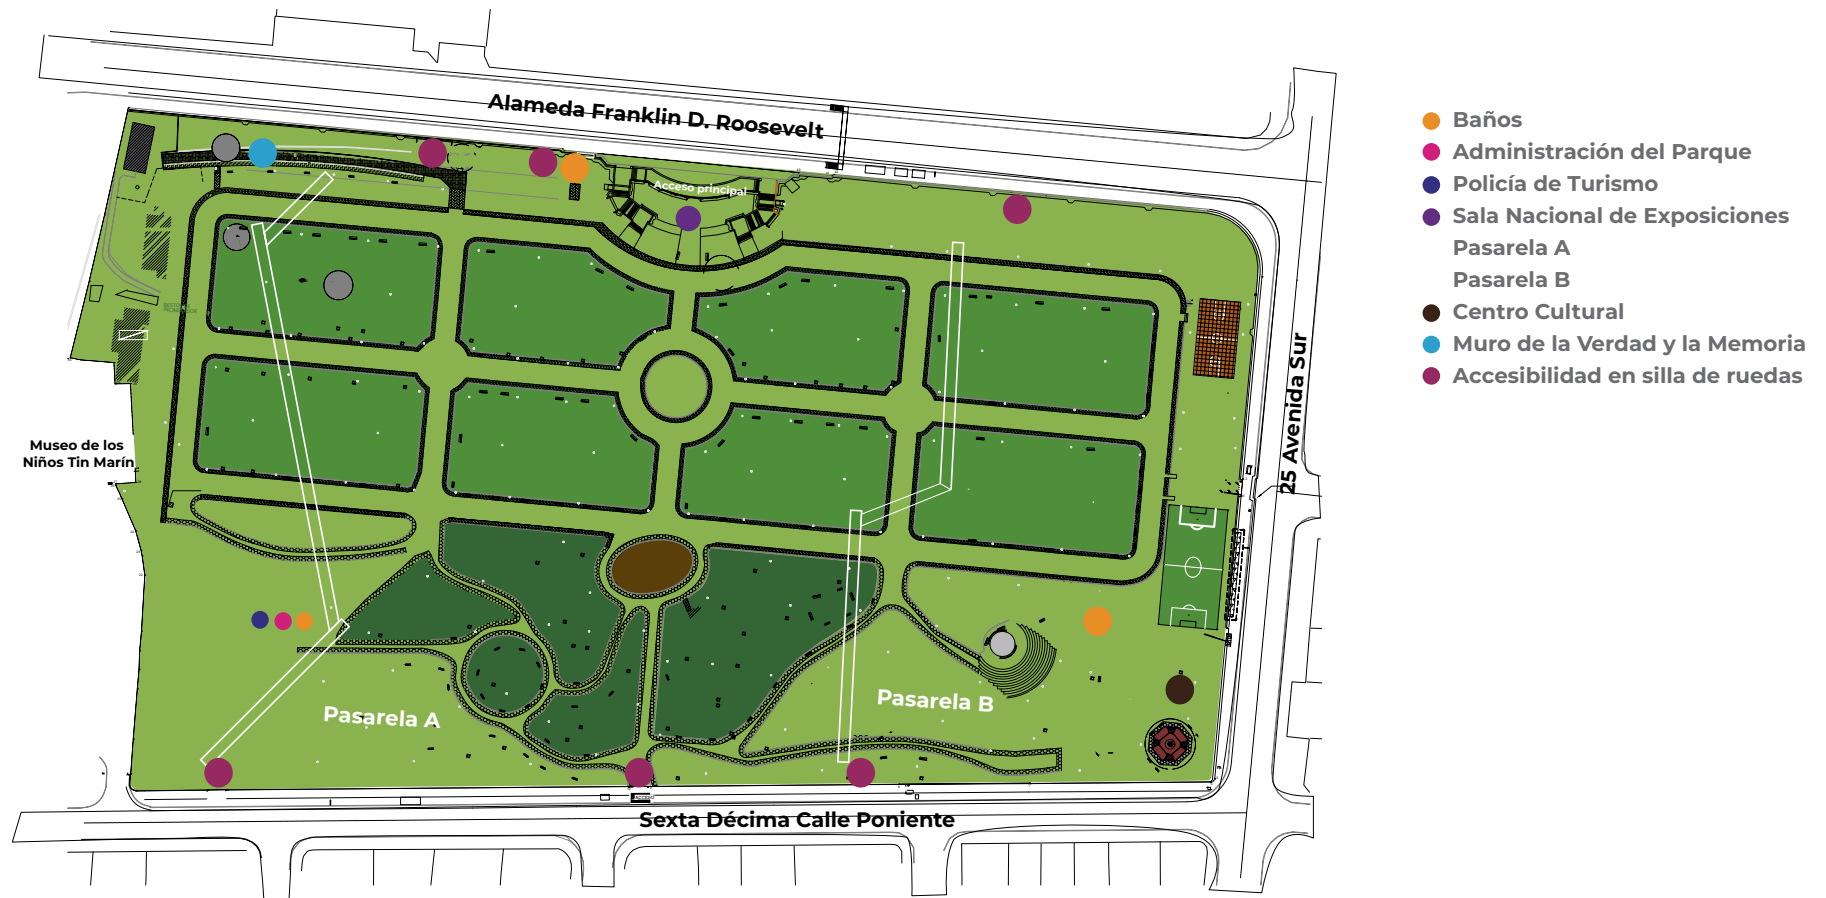 Alameda Franklin D. Roosevelt
Acceso principal
25 Avenida Sur
Museo de los
Niños Tin Marín
Pasarela A
Pasarela B
Sexta Décima Calle Poniente
Baños
Administración del Parque
Policía de Turismo
Sala Nacional de Exposiciones
Pasarela A
Pasarela B
Centro Cultural
Muro de la Verdad y la Memoria
Accesibilidad en silla de ruedas